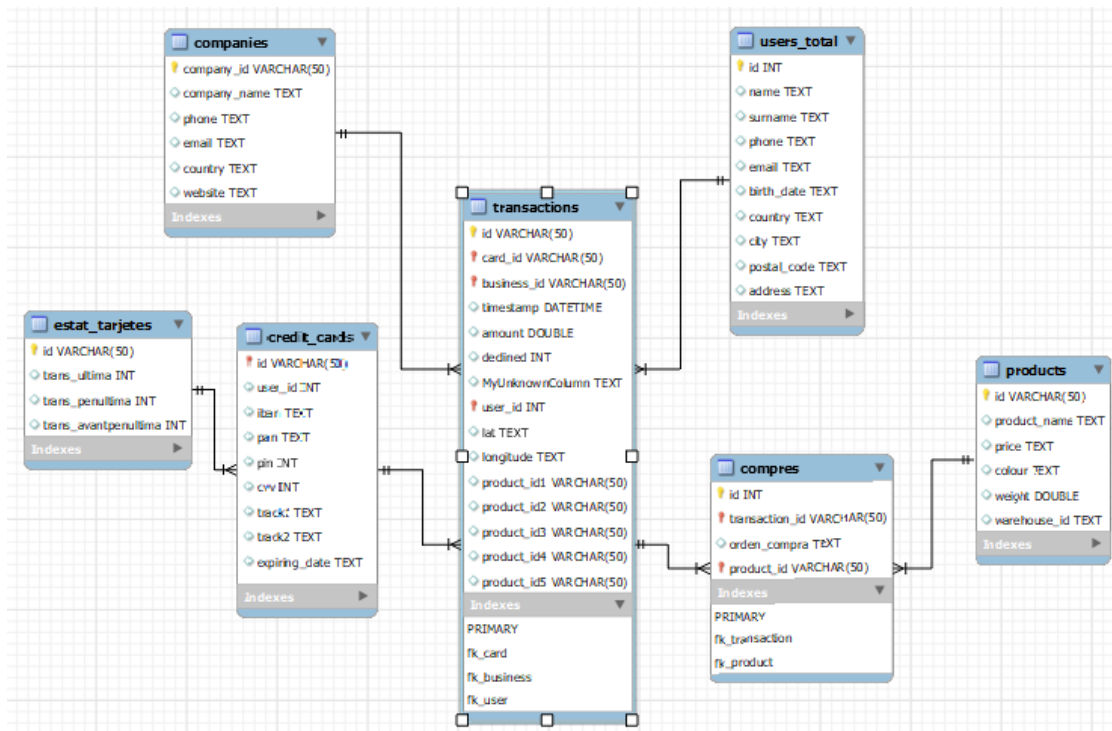 companies
company_id VARCHAR(50)
company_name TEXT
phone TEXT
email TEXT
country TEXT
website TEXT
Indexes
users_total
id INT
name TEXT
surname TEXT
phone TEXT
email TEXT
birth_date TEXT
country TEXT
city TEXT
postal_code TEXT
address TEXT
Indexes
transactions
id VARCHAR(50)
card_id VARCHAR(50)
business_id VARCHAR(50)
timestamp DATETIME
amount DOUBLE
declined INT
MyUnknownColumn TEXT
user_id INT
lat TEXT
longitude TEXT
product_id1 VARCHAR(50)
product_id2 VARCHAR(50)
product_id3 VARCHAR(50)
product_id4 VARCHAR(50)
product_id5 VARCHAR(50)
Indexes
PRIMARY
fk_card
fk_business
fk_user
estat_tarjetes
id VARCHAR(50)
trans_ultima INT
trans_penultima INT
trans_avantpenultima INT
Indexes
credit_cards
id VARCHAR(50)
user_id INT
iban TEXT
pan TEXT
pin INT
cvv INT
track1 TEXT
track2 TEXT
expiring_date TEXT
Indexes
compres
id INT
transaction_id VARCHAR(50)
orden_compra TEXT
product_id VARCHAR(50)
Indexes
PRIMARY
fk_transaction
fk_product
products
id VARCHAR(50)
product_name TEXT
price TEXT
colour TEXT
weight DOUBLE
warehouse_id TEXT
Indexes